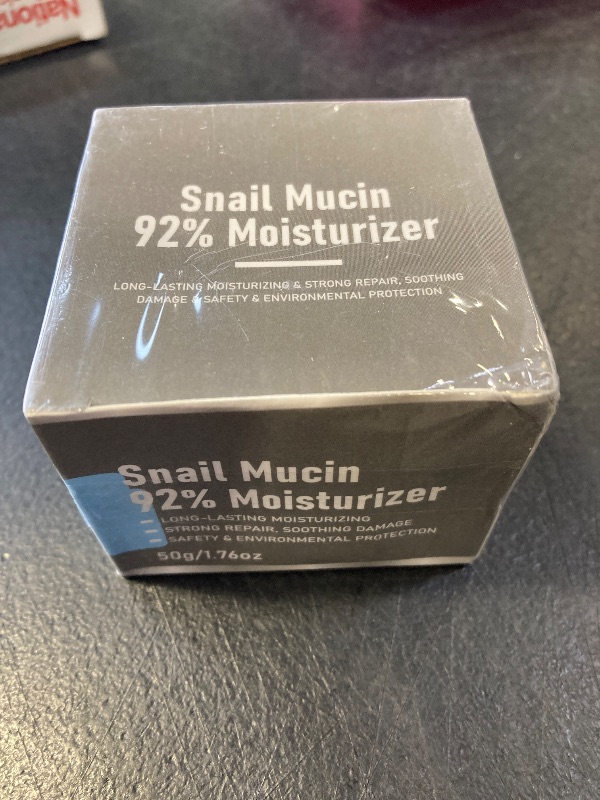 National
Snail Mucin
92% Moisturizer
LONG-LASTING MOISTURIZING & STRONG REPAIR, SOOTHING
DAMAGE & SAFETY & ENVIRONMENTAL PROTECTION
Snail Mucin
92% Moisturizer
LONG-LASTING MOISTURIZING
STRONG REPAIR, SOOTHING DAMAGE
SAFETY & ENVIRONMENTAL PROTECTION
50g/1.76oz